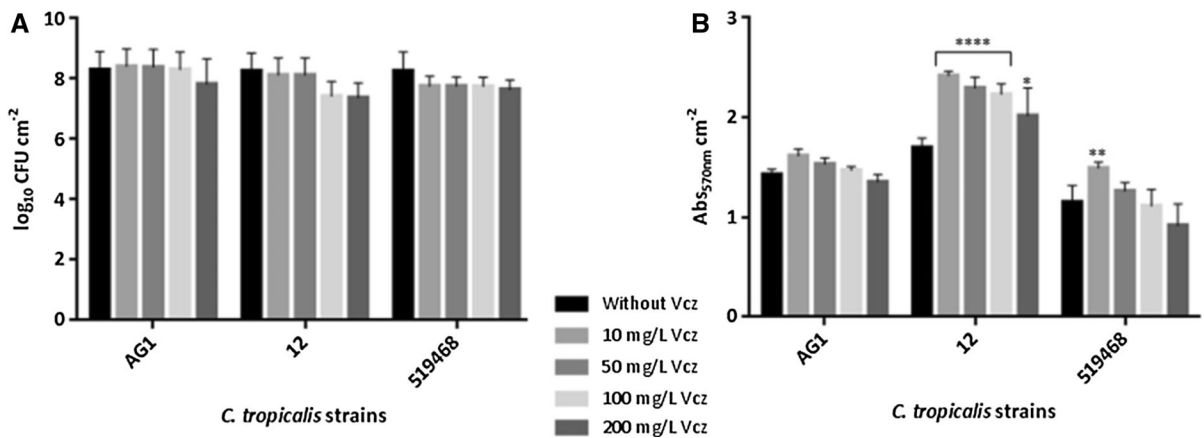 A
log₁₀ CFU cm⁻²
10
8
6
4
2
0
AG1
12
519468
C. tropicalis strains
Without Vcz
10 mg/L Vcz
50 mg/L Vcz
100 mg/L Vcz
200 mg/L Vcz
B
Abs₅₇₀nm cm⁻²
3
2
1
0
****
*
**
AG1
12
519468
C. tropicalis strains